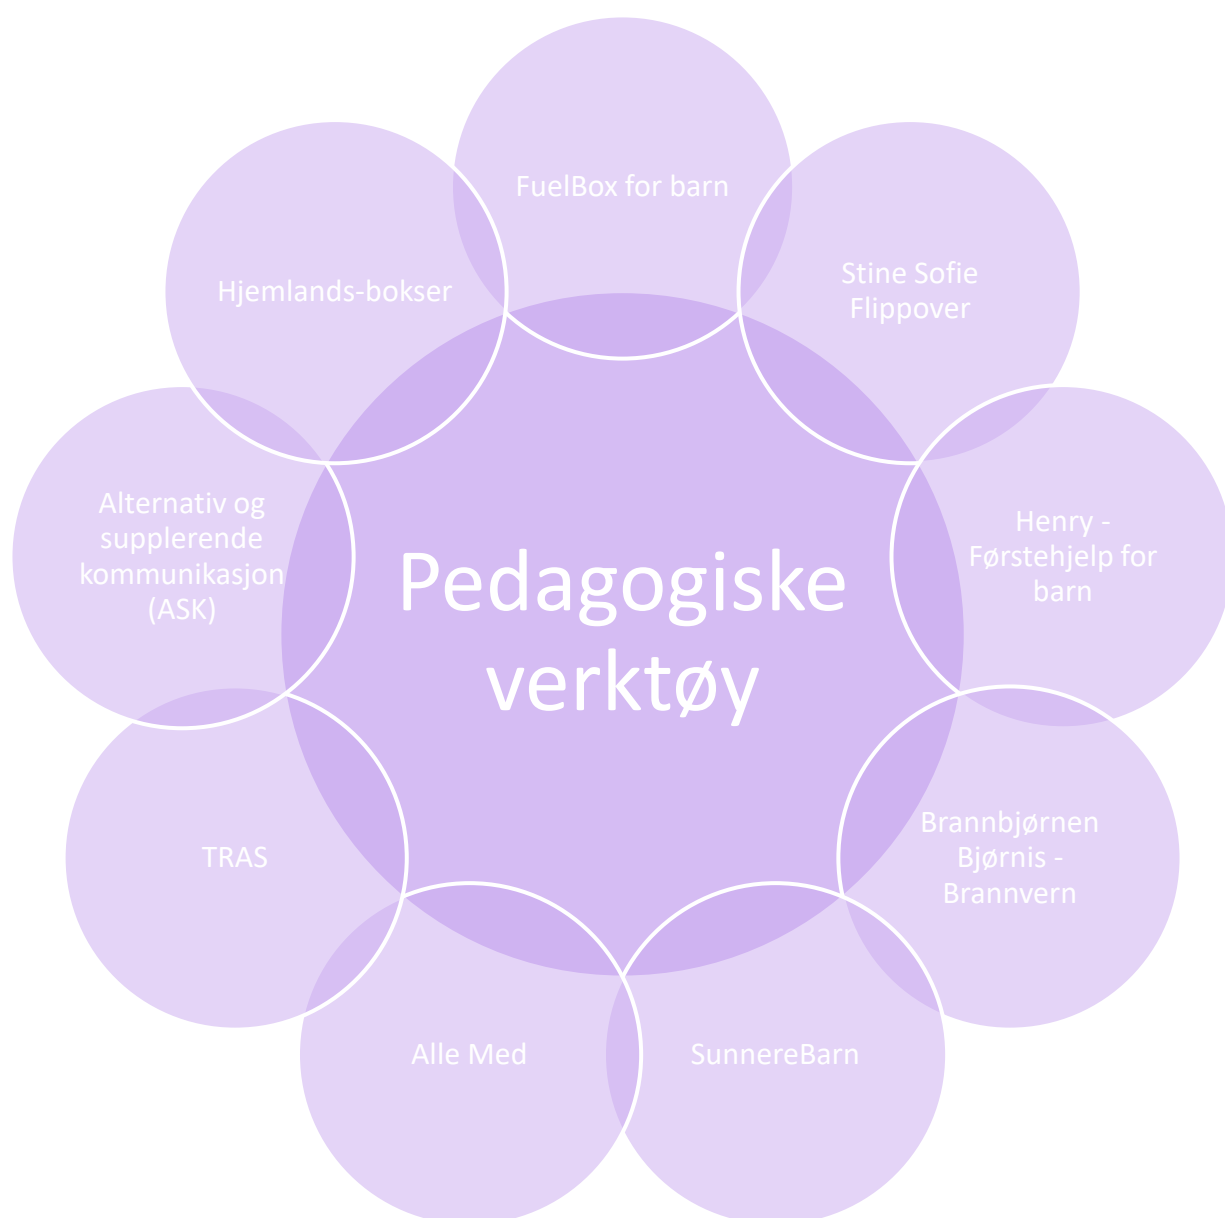 FuelBox for barn
Stine Sofie
Flippover
Henry -
Førstehjelp for
barn
Brannbjørnen
Bjørnis -
Brannvern
SunnereBarn
Alle Med
TRAS
Alternativ og
supplerende
kommunikasjon
(ASK)
Hjemlands-bokser
Pedagogiske
verktøy